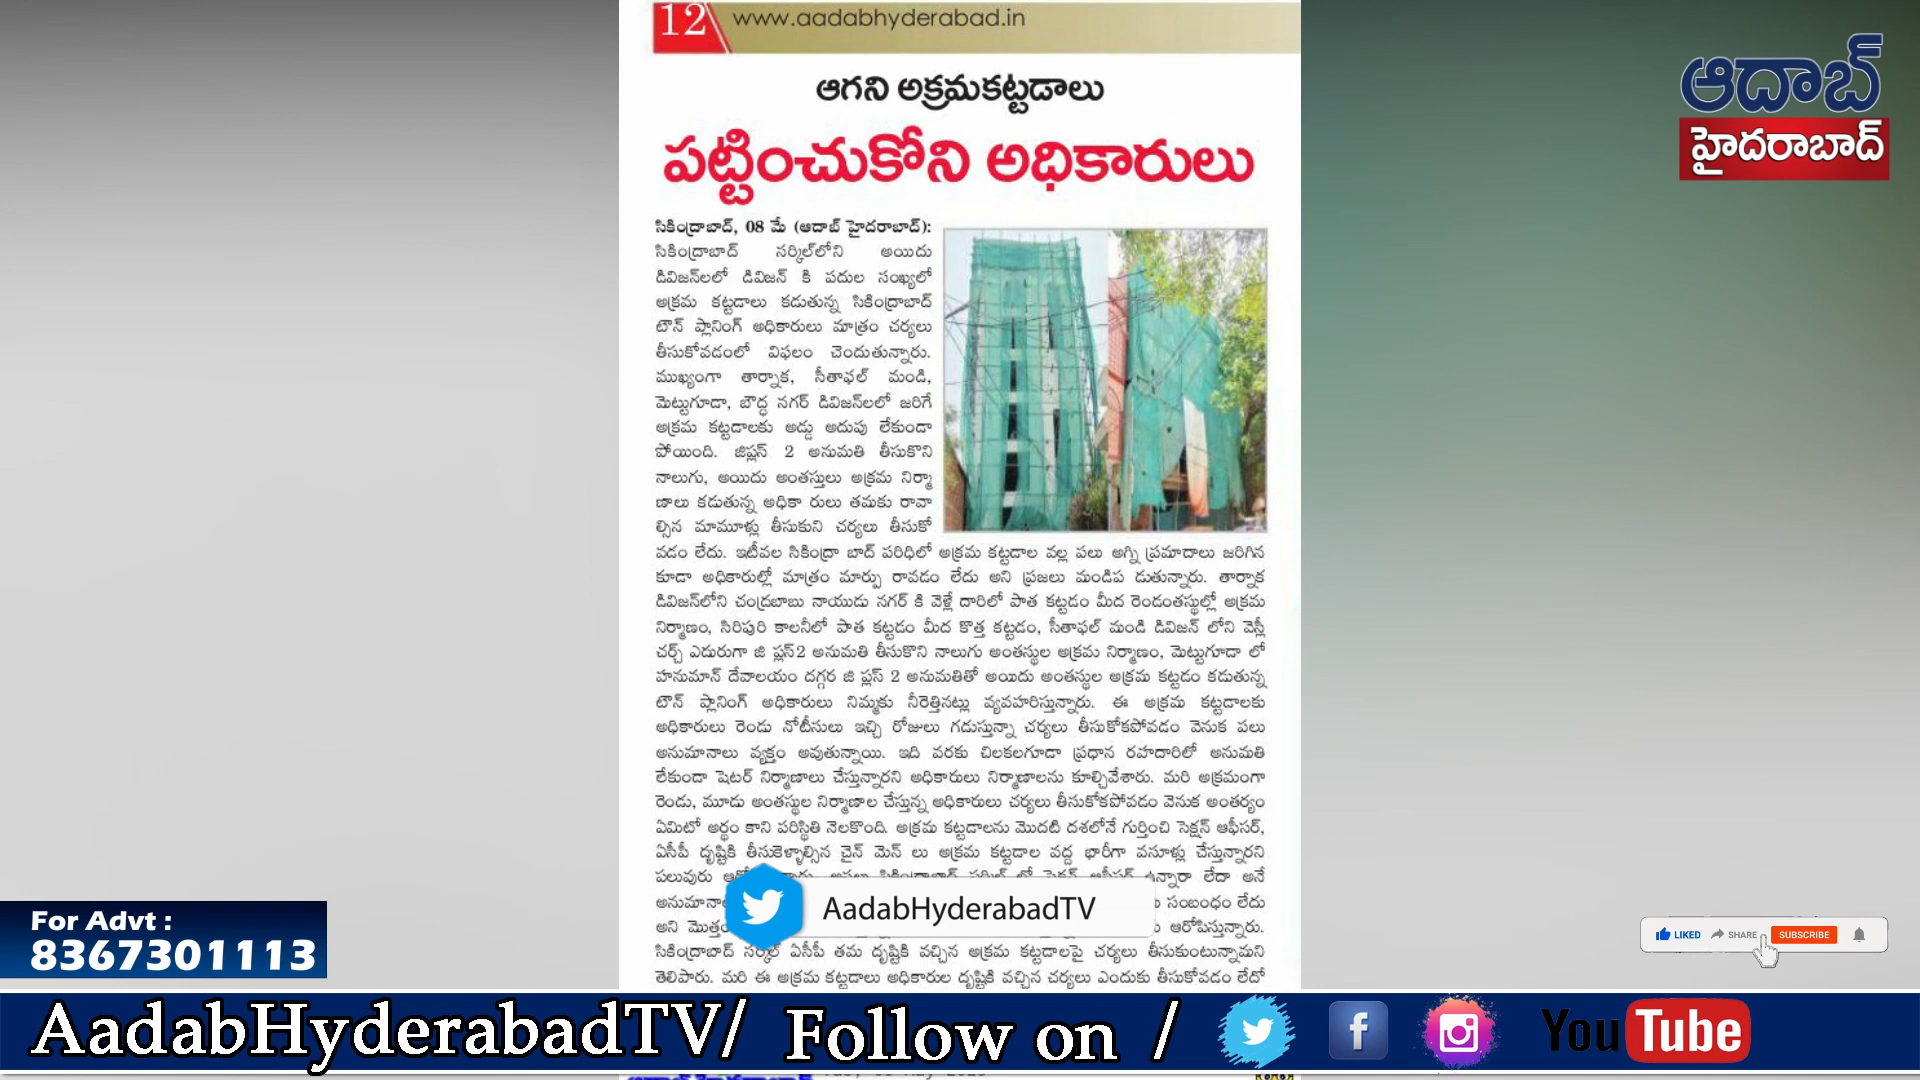 12 www.aadabhyderabad.in
ఆదాబ్
హైదరాబాద్
ఆగని అక్రమకట్టడాలు
పట్టించుకోని అధికారులు
సికింద్రాబాద్, 08 మే (ఆదాబ్ హైదరాబాద్):
సికింద్రాబాద్ సర్కిల్‌లోని అయిదు
డివిజన్‌లలో డివిజన్ కి పదుల సంఖ్యలో
అక్రమ కట్టడాలు కడుతున్న సికింద్రాబాద్
టౌన్ ప్లానింగ్ అధికారులు మాత్రం చర్యలు
తీసుకోవడంలో విఫలం చెందుతున్నారు.
ముఖ్యంగా తార్నాక, సీతాఫల్ మండి,
మెట్టుగూడా, బౌద్ధ నగర్ డివిజన్‌లలో జరిగే
అక్రమ కట్టడాలకు అడ్డు అదుపు లేకుండా
పోయింది. జిప్లస్ 2 అనుమతి తీసుకొని
నాలుగు, అయిదు అంతస్తులు అక్రమ నిర్మా
ణాలు కడుతున్న అధికా రులు తమకు రావా
ల్సిన మామూళ్లు తీసుకుని చర్యలు తీసుకో
వడం లేదు. ఇటీవల సికింద్రా బాద్ పరిధిలో అక్రమ కట్టడాల వల్ల పలు అగ్ని ప్రమాదాలు జరిగిన
కూడా అధికారుల్లో మాత్రం మార్పు రావడం లేదు అని ప్రజలు మండిప డుతున్నారు. తార్నాక
డివిజన్‌లోని చంద్రబాబు నాయుడు నగర్ కి వెళ్లే దారిలో పాత కట్టడం మీద రెండంతస్థుల్లో అక్రమ
నిర్మాణం, సిరిపురి కాలనీలో పాత కట్టడం మీద కొత్త కట్టడం, సీతాఫల్ మండి డివిజన్ లోని వెస్లీ
చర్చ్ ఎదురుగా జి ప్లస్2 అనుమతి తీసుకొని నాలుగు అంతస్థుల అక్రమ నిర్మాణం, మెట్టుగూడా లో
హనుమాన్ దేవాలయం దగ్గర జి ప్లస్ 2 అనుమతితో అయిదు అంతస్థుల అక్రమ కట్టడం కడుతున్న
టౌన్ ప్లానింగ్ అధికారులు నిమ్మకు నీరెత్తినట్లు వ్యవహరిస్తున్నారు. ఈ అక్రమ కట్టడాలకు
అధికారులు రెండు నోటీసులు ఇచ్చి రోజులు గడుస్తున్నా చర్యలు తీసుకోకపోవడం వెనుక పలు
అనుమానాలు వ్యక్తం అవుతున్నాయి. ఇది వరకు చిలకలగూడా ప్రధాన రహదారిలో అనుమతి
లేకుండా షెటర్ నిర్మాణాలు చేస్తున్నారని అధికారులు నిర్మాణాలను కూల్చివేశారు. మరి అక్రమంగా
రెండు, మూడు అంతస్థుల నిర్మాణాల చేస్తున్న అధికారులు చర్యలు తీసుకోకపోవడం వెనుక అంతర్యం
ఏమిటో అర్థం కాని పరిస్థితి నెలకొంది. అక్రమ కట్టడాలను మొదటి దశలోనే గుర్తించి సెక్షన్ ఆఫీసర్,
ఏసీపీ దృష్టికి తీసుకెళ్ళాల్సిన చైన్ మెన్ లు అక్రమ కట్టడాల వద్ద భారీగా వసూళ్లు చేస్తున్నారని
పలువురు సికింద్రాబాద్ సర్కిల్ లో సెక్షన్ ఆఫీసర్ ఉన్నారా లేదా అనే
సంబంధం లేదు
అని ఆరోపిస్తున్నారు.
సికింద్రాబాద్ సర్కిల్ ఏసీపీ తమ దృష్టికి వచ్చిన అక్రమ కట్టడాలపై చర్యలు తీసుకుంటున్నామని
తెలిపారు. మరి ఈ అక్రమ కట్టడాలు అధికారుల దృష్టికి వచ్చిన చర్యలు ఎందుకు తీసుకోవడం లేదో
AadabHyderabadTV
For Advt :
8367301113
LIKED SHARE SUBSCRIBE
AadabHyderabadTV/ Follow on / YouTube